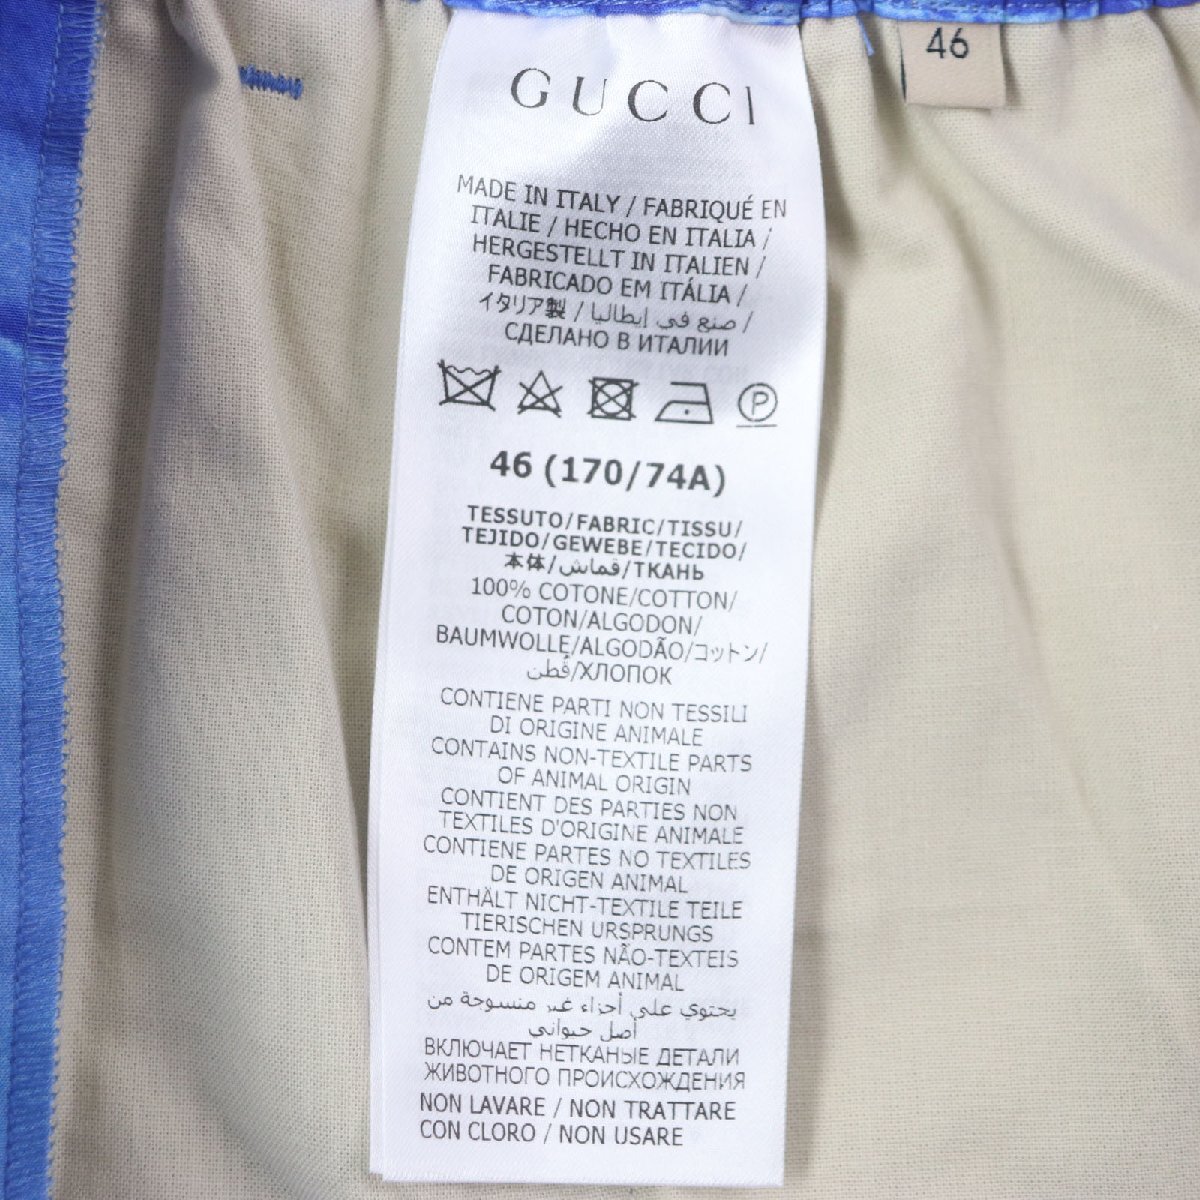 46
GUCCI
MADE IN ITALY / FABRIQUÉ EN
ITALIE / HECHO EN ITALIA /
HERGESTELLT IN ITALIEN /
FABRICADO EM ITÁLIA /
イタリア製 / صنع في إيطاليا /
СДЕЛАНО В ИТАЛИИ
P
46 (170/74A)
TESSUTO/FABRIC/TISSU/
TEJIDO/GEWEBE/TECIDO/
本体/قماش/ТКАНЬ
100% COTONE/COTTON/
COTON/ALGODON/
BAUMWOLLE/ALGODÃO/コットン/
قُطن/ХЛОПОК
CONTIENE PARTI NON TESSILI
DI ORIGINE ANIMALE
CONTAINS NON-TEXTILE PARTS
OF ANIMAL ORIGIN
CONTIENT DES PARTIES NON
TEXTILES D'ORIGINE ANIMALE
CONTIENE PARTES NO TEXTILES
DE ORIGEN ANIMAL
ENTHÄLT NICHT-TEXTILE TEILE
TIERISCHEN URSPRUNGS
CONTEM PARTES NÃO-TEXTEIS
DE ORIGEM ANIMAL
يحتوي على أجزاء غير منسوجة من
أصل حيواني
ВКЛЮЧАЕТ НЕТКАНЫЕ ДЕТАЛИ
ЖИВОТНОГО ПРОИСХОЖДЕНИЯ
NON LAVARE / NON TRATTARE
CON CLORO / NON USARE